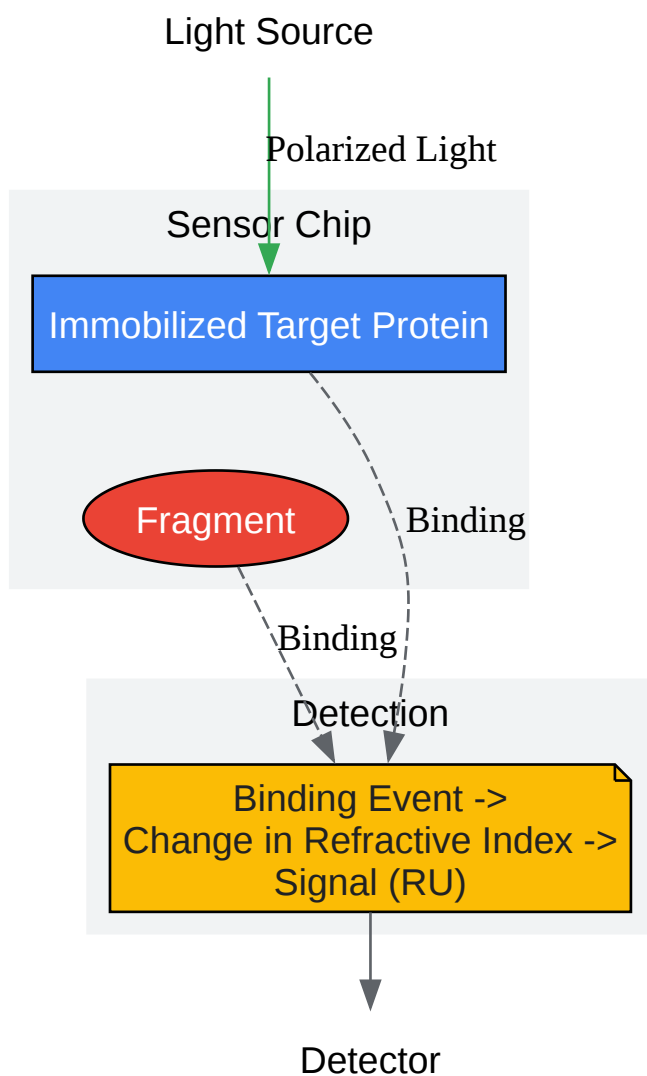 Light Source
Polarized Light
Sensor Chip
Immobilized Target Protein
Fragment
Binding
Binding
Detection
Binding Event ->
Change in Refractive Index ->
Signal (RU)
Detector